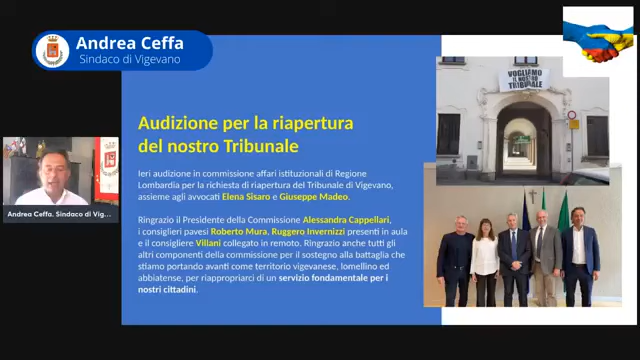 Andrea Ceffa
Sindaco di Vigevano
Audizione per la riapertura
del nostro Tribunale
Ieri audizione in commissione affari istituzionali di Regione
Lombardia per la richiesta di riapertura del Tribunale di Vigevano,
assieme agli avvocati Elena Sisaro e Giuseppe Madeo.
Ringrazio il Presidente della Commissione Alessandra Cappellari,
i consiglieri pavesi Roberto Mura, Ruggero Invernizzi presenti in aula
e il consigliere Villani collegato in remoto. Ringrazio anche tutti gli
altri componenti della commissione per il sostegno alla battaglia che
stiamo portando avanti come territorio vigevanese, lomellino ed
abbiatense, per riappropriarci di un servizio fondamentale per i
nostri cittadini.
VOGLIAMO
IL NOSTRO
TRIBUNALE
Andrea Ceffa, Sindaco di Vig...